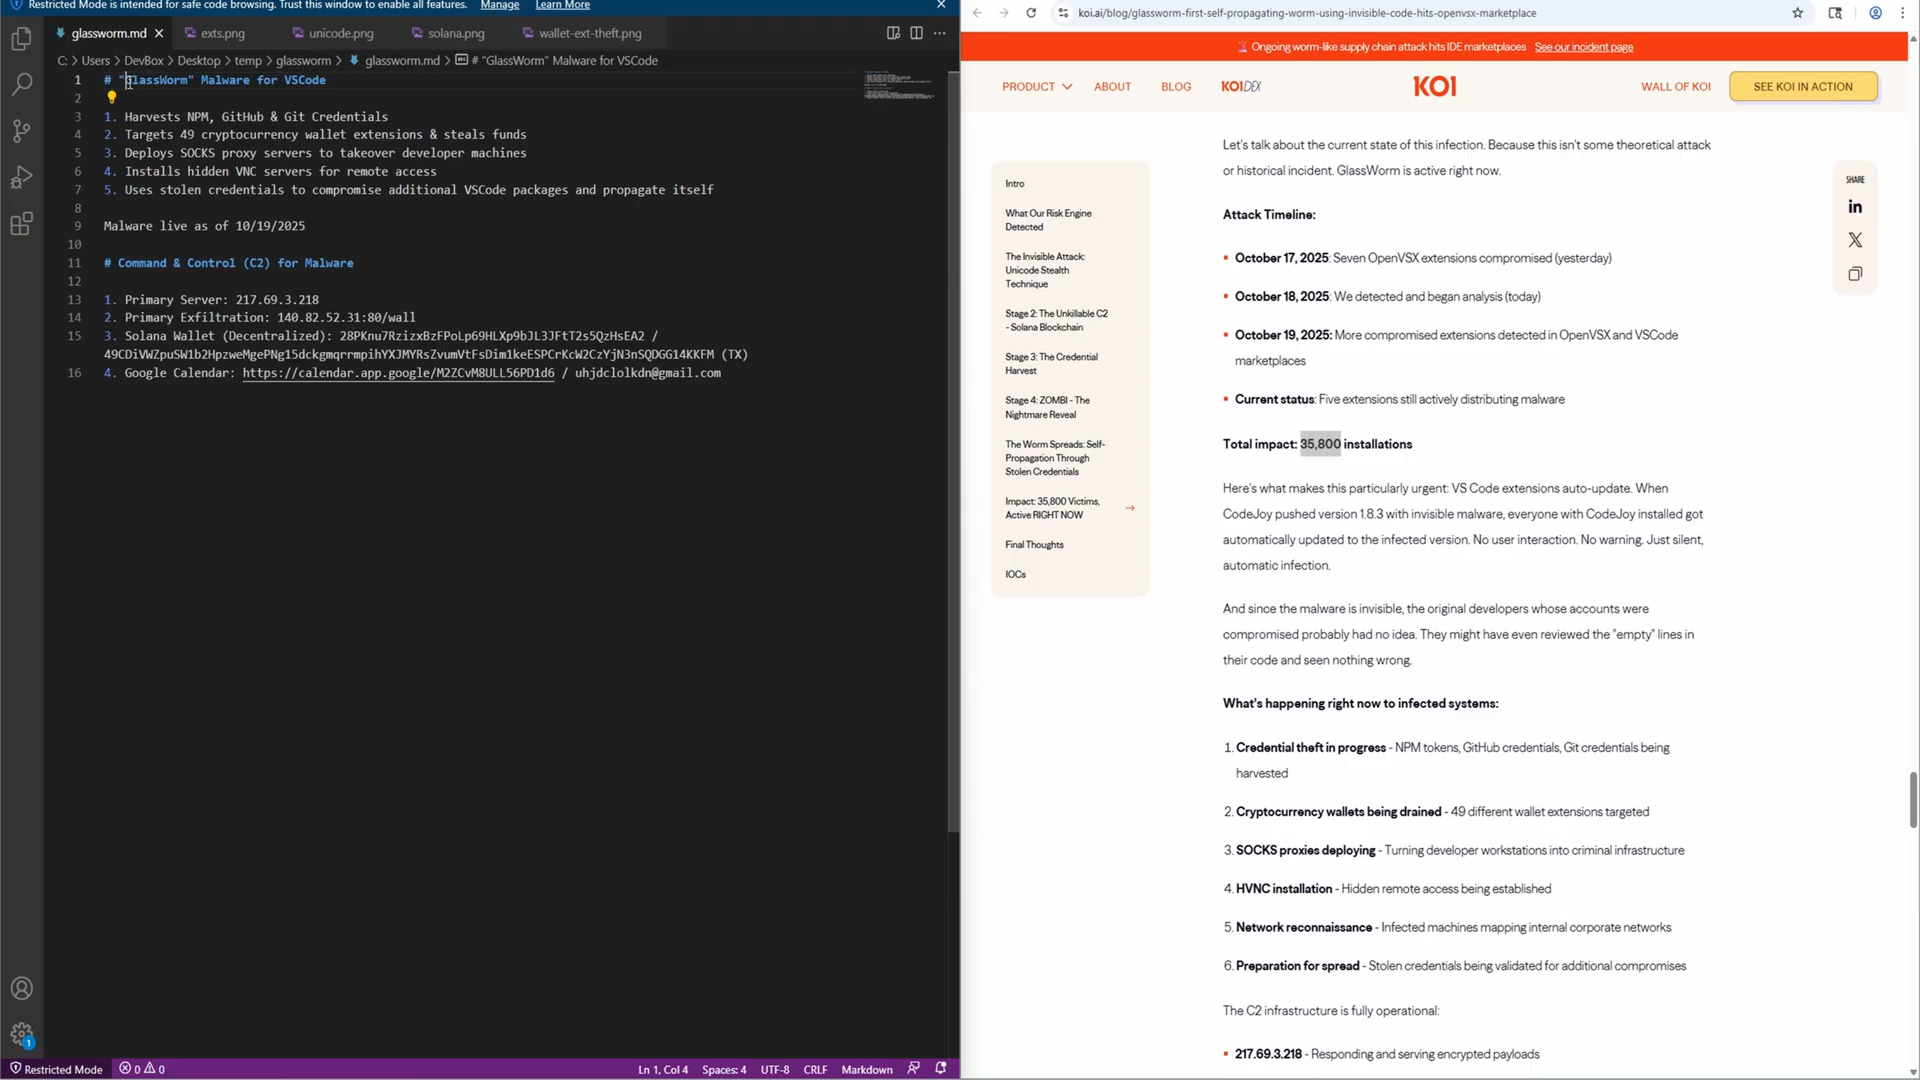 Restricted Mode is intended for safe code browsing. Trust this window to enable all features. Manage Learn More
glassworm.md exts.png unicode.png solana.png wallet-ext-theft.png
C: > Users > DevBox > Desktop > temp > glassworm > glassworm.md > # "GlassWorm" Malware for VSCode
1 # "GlassWorm" Malware for VSCode
2
3 1. Harvests NPM, GitHub & Git Credentials
4 2. Targets 49 cryptocurrency wallet extensions & steals funds
5 3. Deploys SOCKS proxy servers to takeover developer machines
6 4. Installs hidden VNC servers for remote access
7 5. Uses stolen credentials to compromise additional VSCode packages and propagate itself
8
9 Malware live as of 10/19/2025
10
11 # Command & Control (C2) for Malware
12
13 1. Primary Server: 217.69.3.218
14 2. Primary Exfiltration: 140.82.52.31:80/wall
15 3. Solana Wallet (Decentralized): 28PKnu7RzizxBzFPoLp69HLXp9bJL3JFtT2s5QzHsEA2 /
49CDiVWZpuSW1b2HpzweMgePNg15dckgmqrrmpihYXJMYRsZvumVtFsDim1keESPCrKcW2CzYjN3nSQDGG14KKFM (TX)
16 4. Google Calendar: https://calendar.app.google/M2ZCvM8ULL56PD1d6 / uhjdclolkdn@gmail.com
1
Restricted Mode 0 0 Ln 1, Col 4 Spaces: 4 UTF-8 CRLF Markdown
koi.ai/blog/glassworm-first-self-propagating-worm-using-invisible-code-hits-openvsx-marketplace
Ongoing worm-like supply chain attack hits IDE marketplaces See our incident page
PRODUCT ABOUT BLOG KOIDEX KOI WALL OF KOI SEE KOI IN ACTION
Intro
What Our Risk Engine
Detected
The Invisible Attack:
Unicode Stealth
Technique
Stage 2: The Unkillable C2
- Solana Blockchain
Stage 3: The Credential
Harvest
Stage 4: ZOMBI - The
Nightmare Reveal
The Worm Spreads: Self-
Propagation Through
Stolen Credentials
Impact: 35,800 Victims,
Active RIGHT NOW
Final Thoughts
IOCs
Let's talk about the current state of this infection. Because this isn't some theoretical attack
or historical incident. GlassWorm is active right now.
Attack Timeline:
October 17, 2025: Seven OpenVSX extensions compromised (yesterday)
October 18, 2025: We detected and began analysis (today)
October 19, 2025: More compromised extensions detected in OpenVSX and VSCode
marketplaces
Current status: Five extensions still actively distributing malware
Total impact: 35,800 installations
Here's what makes this particularly urgent: VS Code extensions auto-update. When
CodeJoy pushed version 1.8.3 with invisible malware, everyone with CodeJoy installed got
automatically updated to the infected version. No user interaction. No warning. Just silent,
automatic infection.
And since the malware is invisible, the original developers whose accounts were
compromised probably had no idea. They might have even reviewed the "empty" lines in
their code and seen nothing wrong.
What's happening right now to infected systems:
1. Credential theft in progress - NPM tokens, GitHub credentials, Git credentials being
harvested
2. Cryptocurrency wallets being drained - 49 different wallet extensions targeted
3. SOCKS proxies deploying - Turning developer workstations into criminal infrastructure
4. HVNC installation - Hidden remote access being established
5. Network reconnaissance - Infected machines mapping internal corporate networks
6. Preparation for spread - Stolen credentials being validated for additional compromises
The C2 infrastructure is fully operational:
217.69.3.218 - Responding and serving encrypted payloads
SHARE